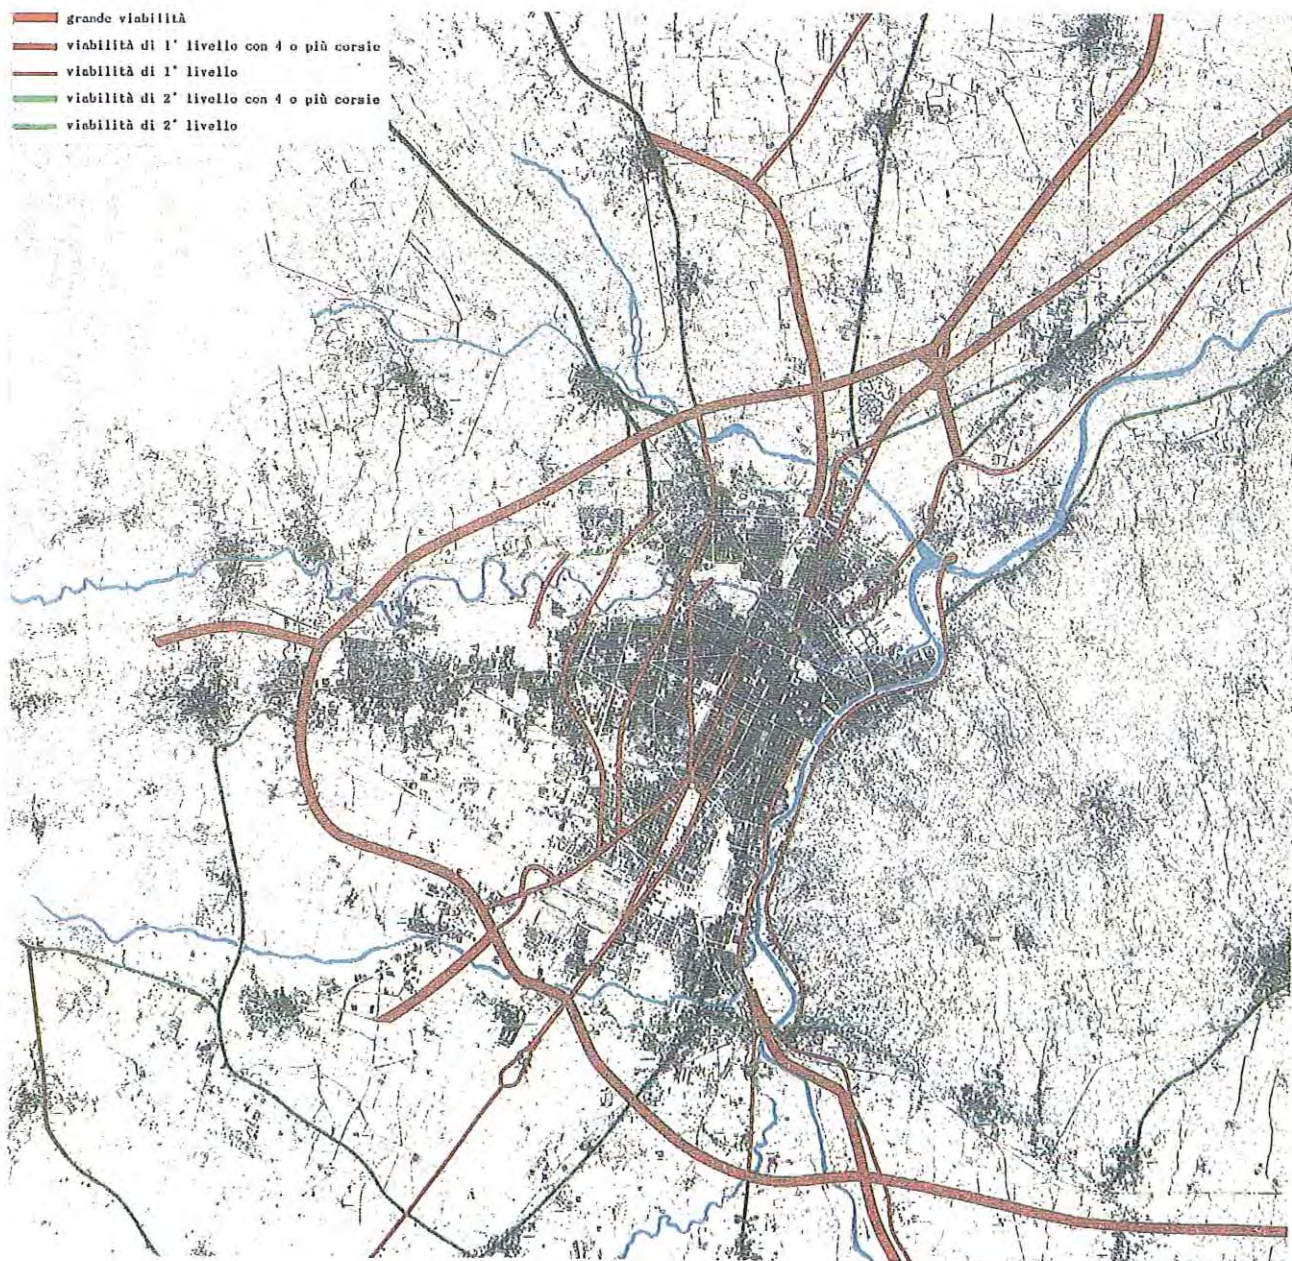 grande viabilità
viabilità di 1° livello con 4 o più corsie
viabilità di 1° livello
viabilità di 2° livello con 4 o più corsie
viabilità di 2° livello